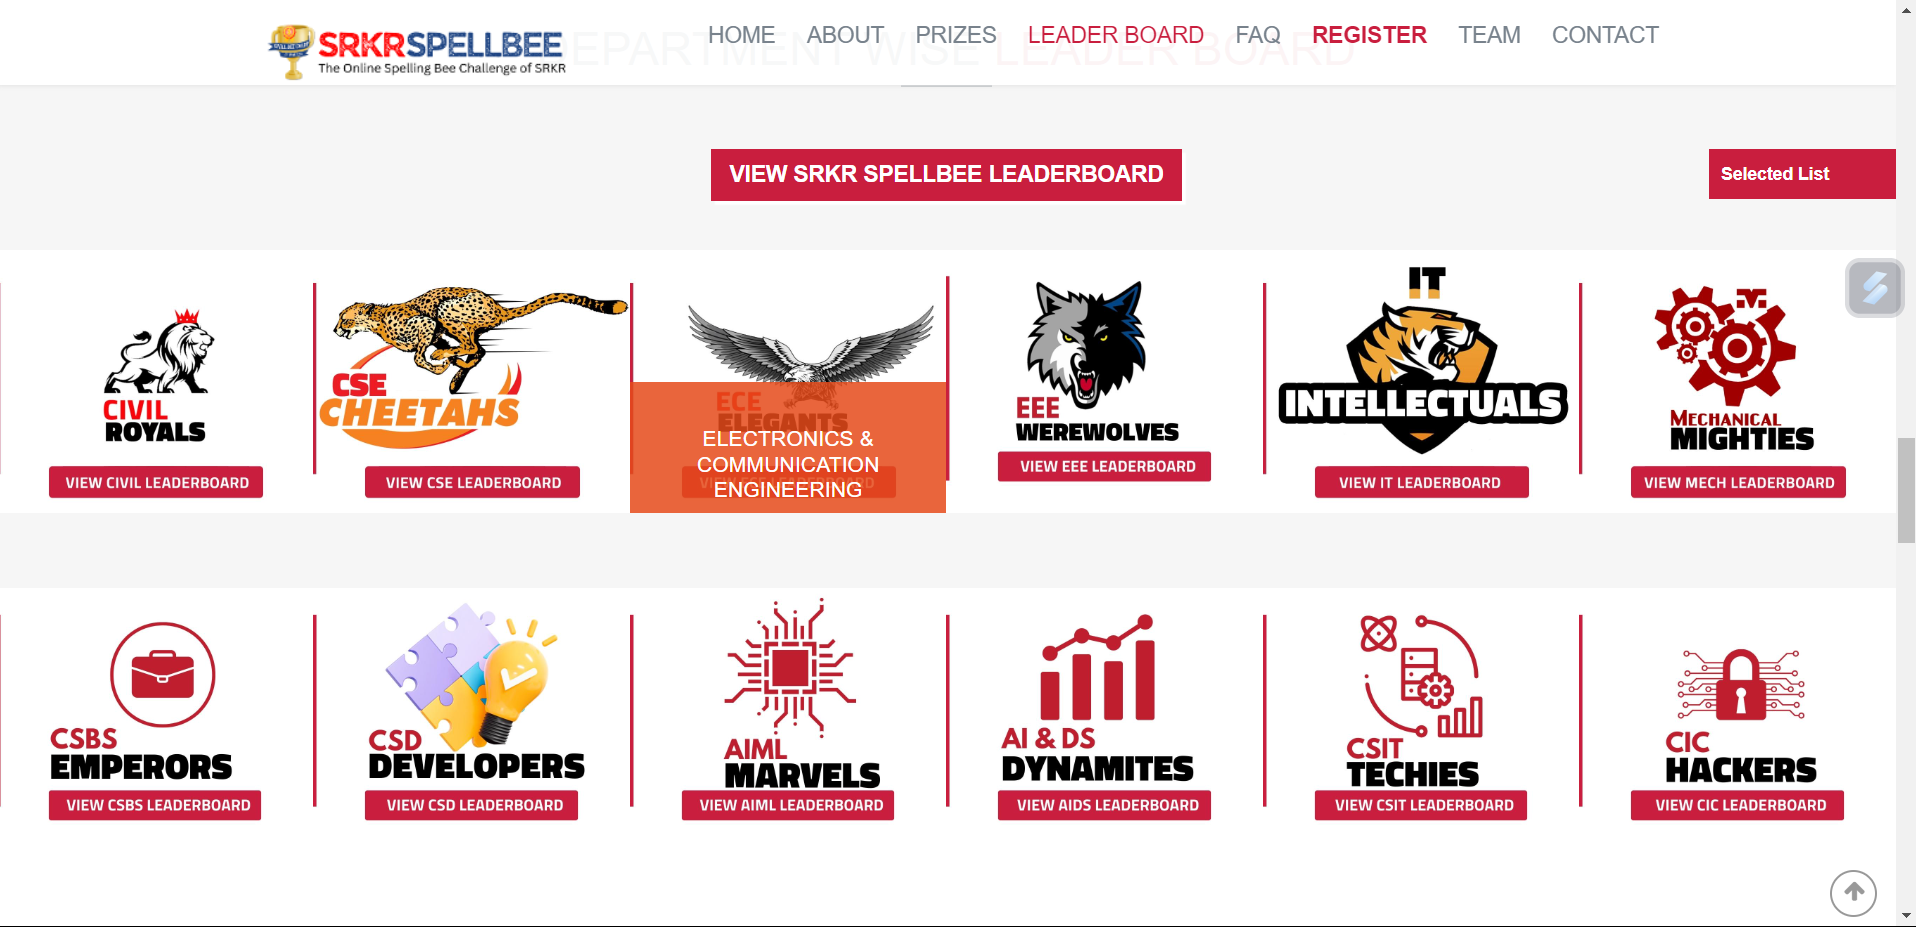 SRKRSPELLBEE
The Online Spelling Bee Challenge of SRKR
HOME ABOUT PRIZES LEADER BOARD FAQ REGISTER TEAM CONTACT
DEPARTMENT WISE LEADER BOARD
VIEW SRKR SPELLBEE LEADERBOARD
Selected List
CIVIL
ROYALS
VIEW CIVIL LEADERBOARD
CSE
CHEETAHS
VIEW CSE LEADERBOARD
ECE
ELEGANTS
ELECTRONICS &
COMMUNICATION
ENGINEERING
VIEW ECE LEADERBOARD
EEE
WEREWOLVES
VIEW EEE LEADERBOARD
IT
INTELLECTUALS
VIEW IT LEADERBOARD
MECHANICAL
MIGHTIES
VIEW MECH LEADERBOARD
CSBS
EMPERORS
VIEW CSBS LEADERBOARD
CSD
DEVELOPERS
VIEW CSD LEADERBOARD
AIML
MARVELS
VIEW AIML LEADERBOARD
AI & DS
DYNAMITES
VIEW AIDS LEADERBOARD
CSIT
TECHIES
VIEW CSIT LEADERBOARD
CIC
HACKERS
VIEW CIC LEADERBOARD